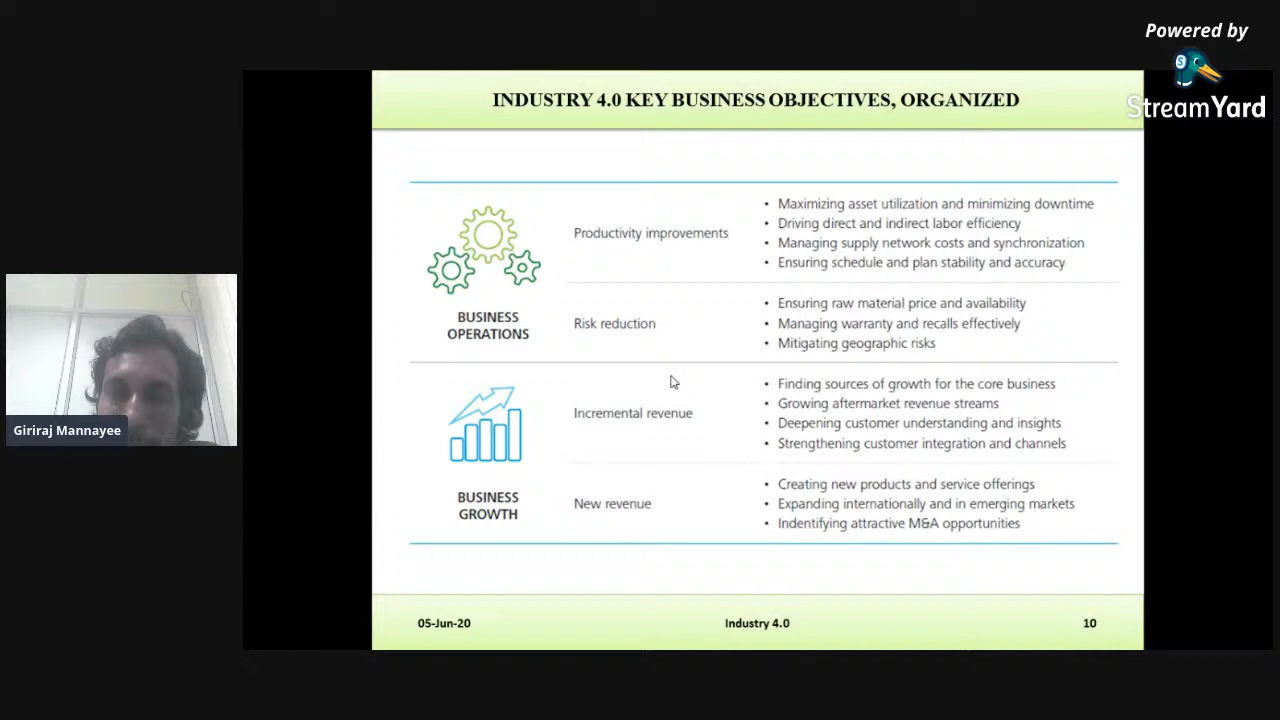 Powered by
StreamYard
INDUSTRY 4.0 KEY BUSINESS OBJECTIVES, ORGANIZED
BUSINESS
OPERATIONS
Productivity improvements
• Maximizing asset utilization and minimizing downtime
• Driving direct and indirect labor efficiency
• Managing supply network costs and synchronization
• Ensuring schedule and plan stability and accuracy
Risk reduction
• Ensuring raw material price and availability
• Managing warranty and recalls effectively
• Mitigating geographic risks
BUSINESS
GROWTH
Incremental revenue
• Finding sources of growth for the core business
• Growing aftermarket revenue streams
• Deepening customer understanding and insights
• Strengthening customer integration and channels
New revenue
• Creating new products and service offerings
• Expanding internationally and in emerging markets
• Indentifying attractive M&A opportunities
Giriraj Mannayee
05-Jun-20
Industry 4.0
10